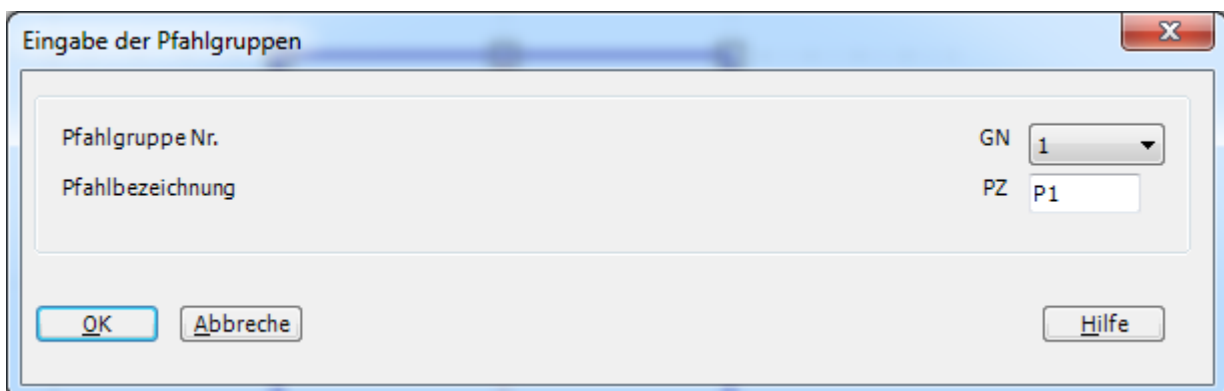 Eingabe der Pfahlgruppen
x
Pfahlgruppe Nr. GN 1
Pfahlbezeichnung PZ P1
OK Abbreche Hilfe